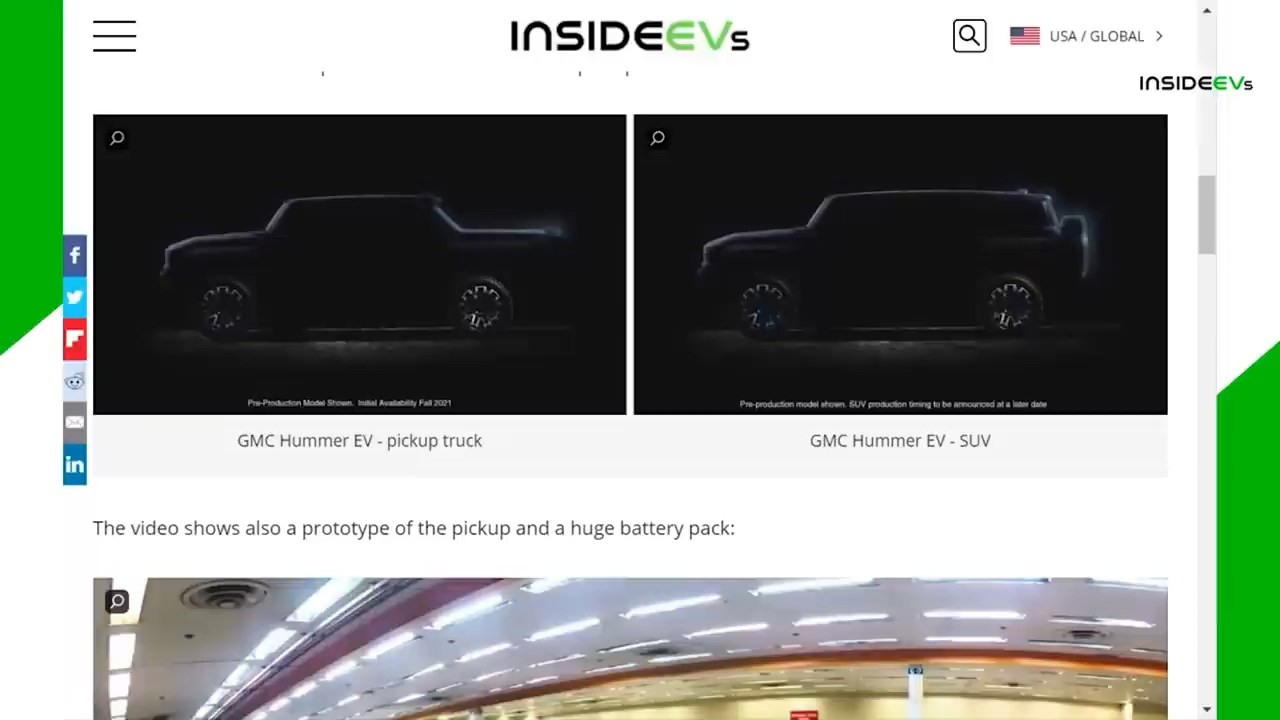 INSIDEEVs
USA / GLOBAL
INSIDEEVs
Pre-Production Model Shown. Initial Availability Fall 2021
Pre-production model shown. SUV production timing to be announced at a later date
GMC Hummer EV - pickup truck
GMC Hummer EV - SUV
f
in
The video shows also a prototype of the pickup and a huge battery pack: